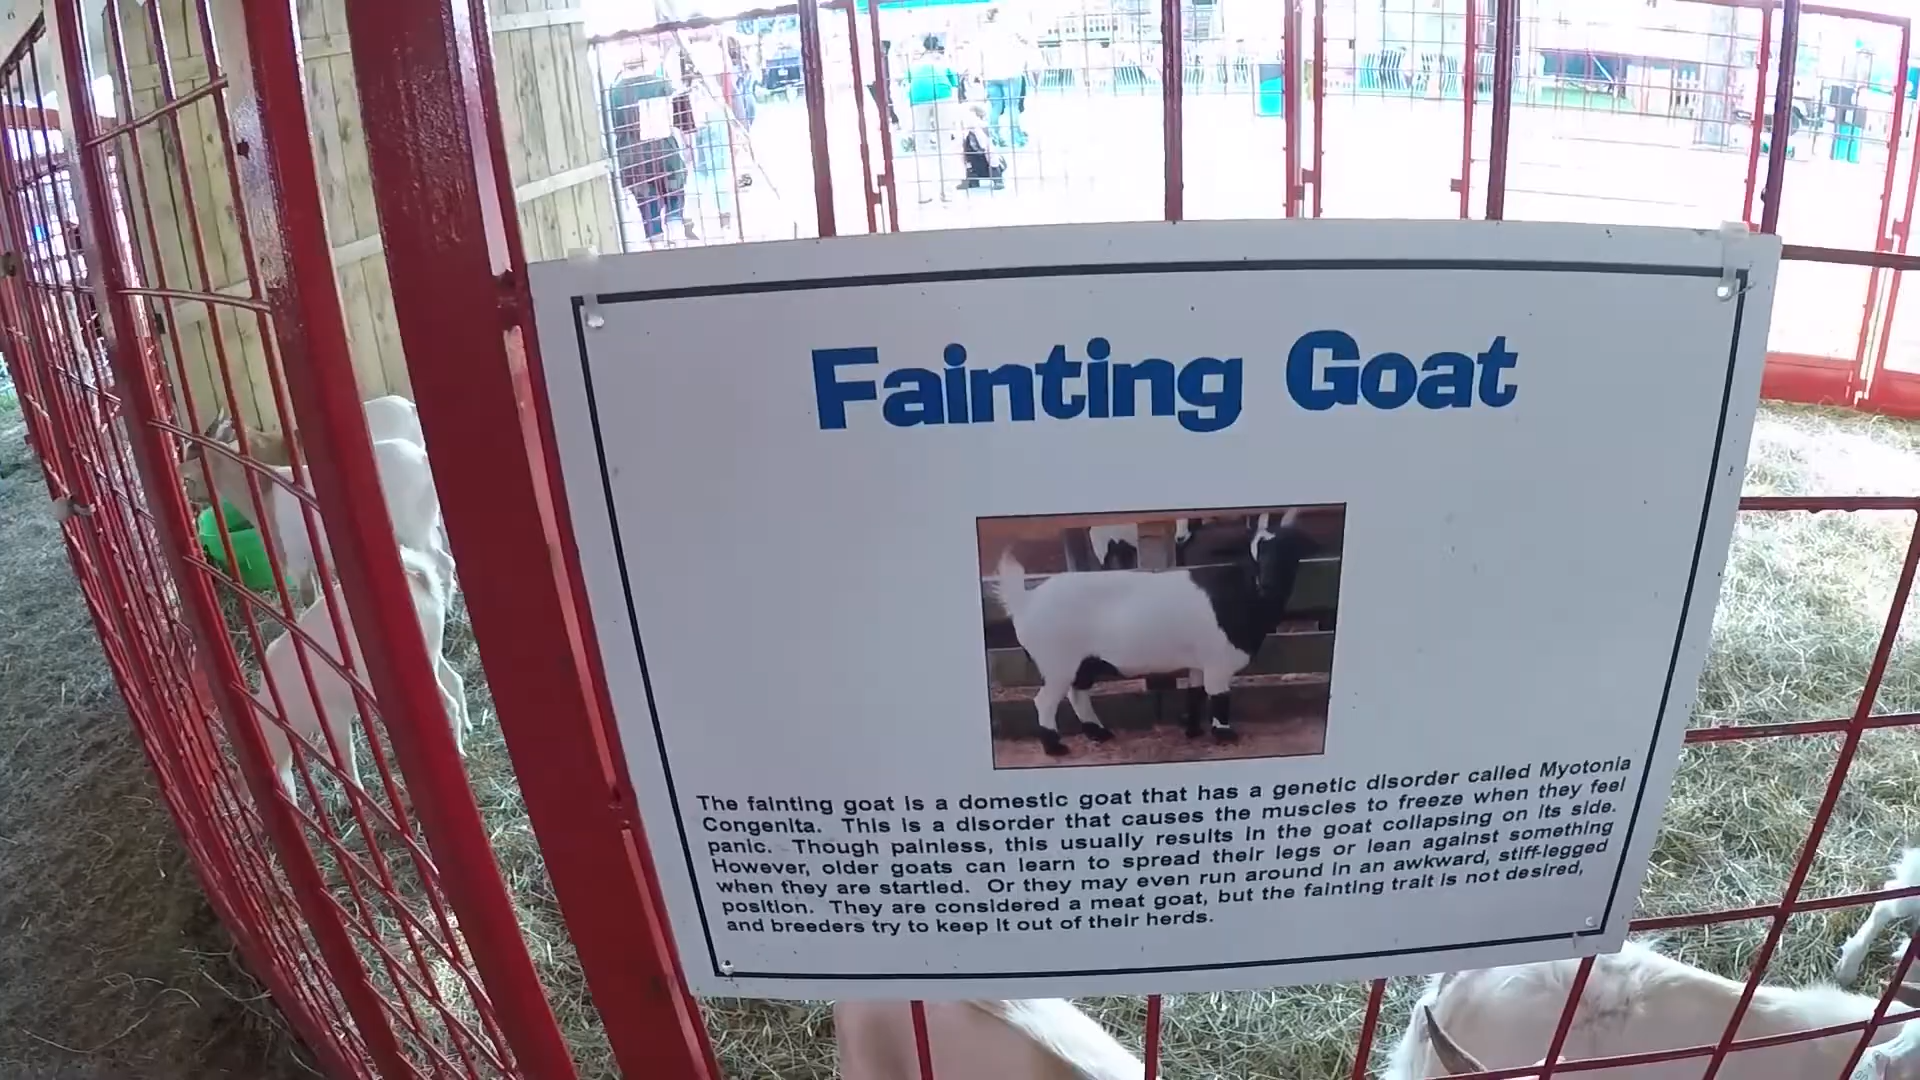 Fainting Goat
The fainting goat is a domestic goat that has a genetic disorder called Myotonia
Congenita. This is a disorder that causes the muscles to freeze when they feel
panic. Though painless, this usually results in the goat collapsing on its side.
However, older goats can learn to spread their legs or lean against something
when they are startled. Or they may even run around in an awkward, stiff-legged
position. They are considered a meat goat, but the fainting trait is not desired,
and breeders try to keep it out of their herds.